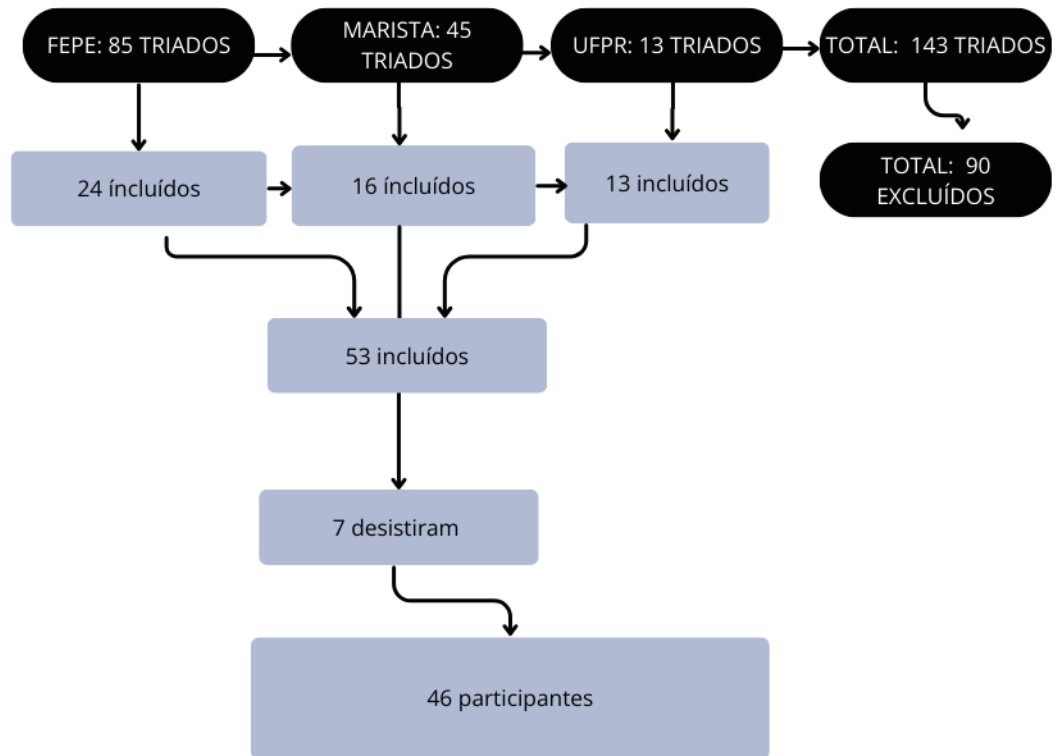 FEPE: 85 TRIADOS
MARISTA: 45
TRIADOS
UFPR: 13 TRIADOS
TOTAL:  143 TRIADOS
24 íncluídos
16 íncluídos
13 incluídos
TOTAL:  90
EXCLUÍDOS
53 incluídos
7 desistiram
46 participantes